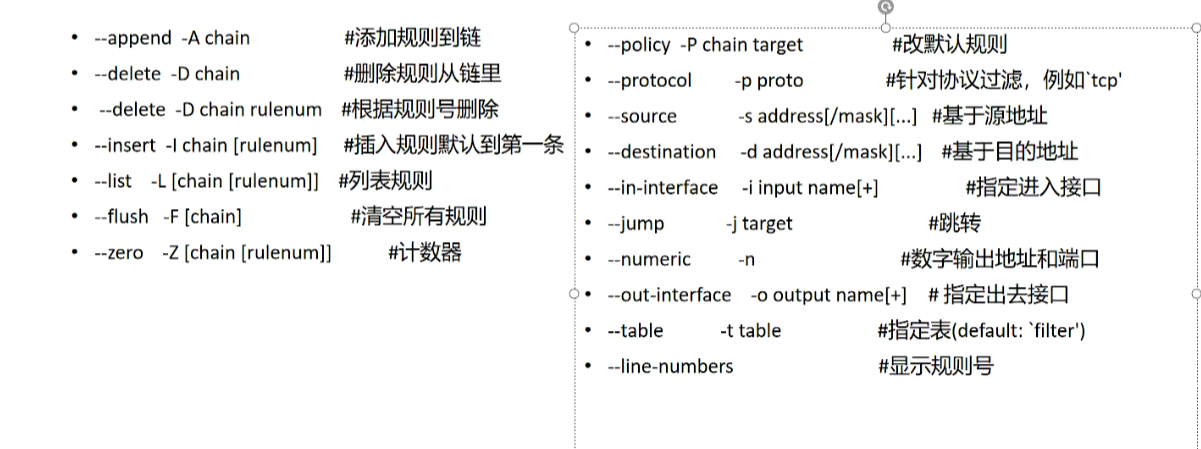 • --append -A chain #添加规则到链
• --delete -D chain #删除规则从链里
• --delete -D chain rulenum #根据规则号删除
• --insert -I chain [rulenum] #插入规则默认到第一条
• --list -L [chain [rulenum]] #列表规则
• --flush -F [chain] #清空所有规则
• --zero -Z [chain [rulenum]] #计数器
• --policy -P chain target #改默认规则
• --protocol -p proto #针对协议过滤，例如`tcp'
• --source -s address[/mask][...] #基于源地址
• --destination -d address[/mask][...] #基于目的地址
• --in-interface -i input name[+] #指定进入接口
• --jump -j target #跳转
• --numeric -n #数字输出地址和端口
• --out-interface -o output name[+] # 指定出去接口
• --table -t table #指定表(default: `filter')
• --line-numbers #显示规则号